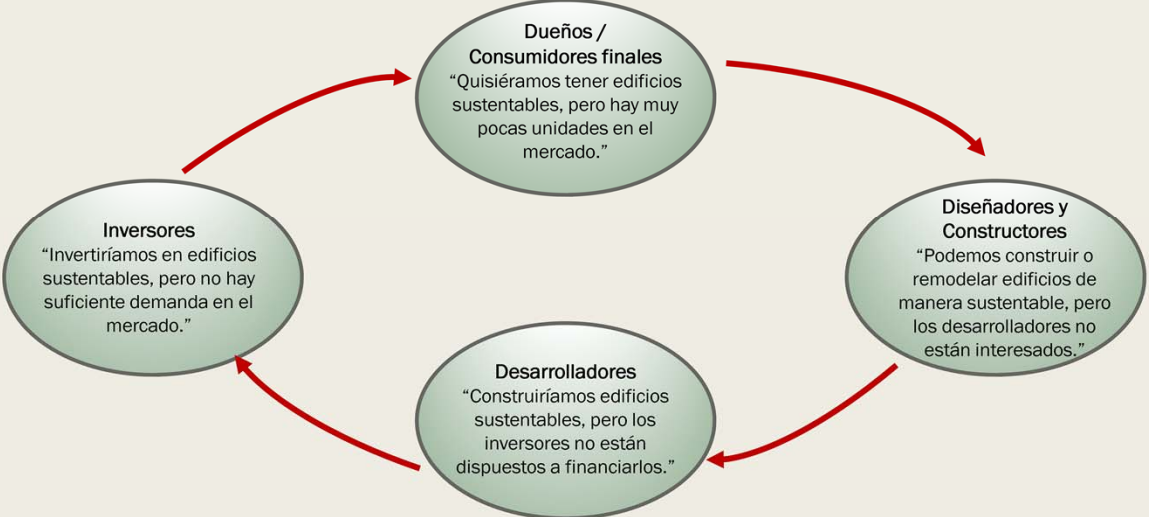 Dueños /
Consumidores finales
“Quisiéramos tener edificios
sustentables, pero hay muy
pocas unidades en el
mercado.”
Diseñadores y
Constructores
“Podemos construir o
remodelar edificios de
manera sustentable, pero
los desarrolladores no
están interesados.”
Desarrolladores
“Construiríamos edificios
sustentables, pero los
inversores no están
dispuestos a financiarlos.”
Inversores
“Invertiríamos en edificios
sustentables, pero no hay
suficiente demanda en el
mercado.”